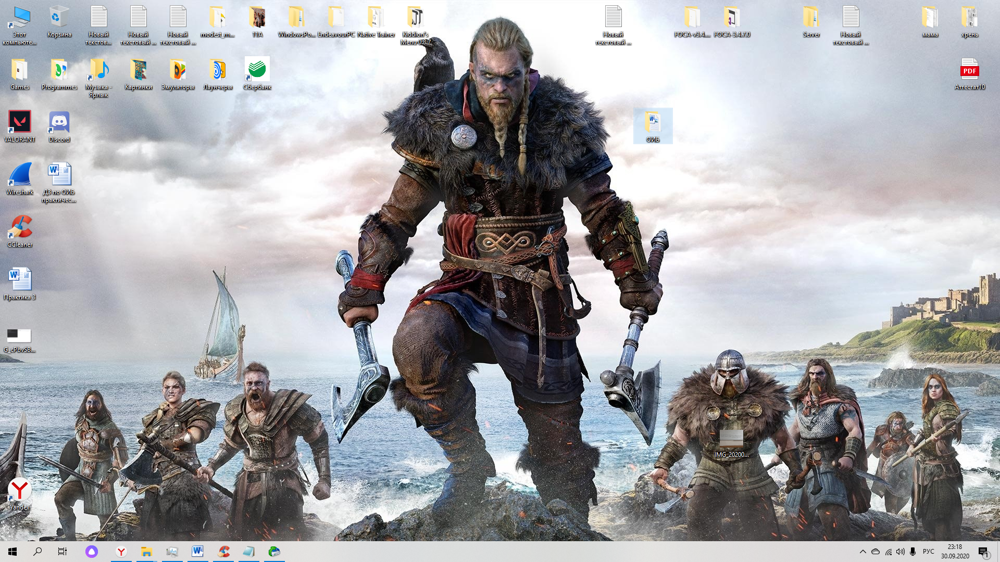 Этот
компьюте...
Корзина
Новый
текстов...
Новый
текстовый ...
Новый
текстовый ...
modest_m...
11А
WindowsPo...
EndeavourPC
Native Trainer
Kiddion's
Menu 0.8.7
Новый
текстовый ...
FOCA-v3.4....
FOCA-3.4.7.0
Server
Новый
текстовый ...
мама
хрень
Games
Programmes
Музыка -
Ярлык
Картинки
Эмуляторы
Лаунчеры
Сбербанк
PDF
Аттестат10
VALORANT
Discord
ОИБ
Wireshark
ДЗ по ОИБ
практичес...
CCleaner
Практика 3
G_cPbvSB...
IMG_20200...
Yandex
РУС
23:18
30.09.2020
1